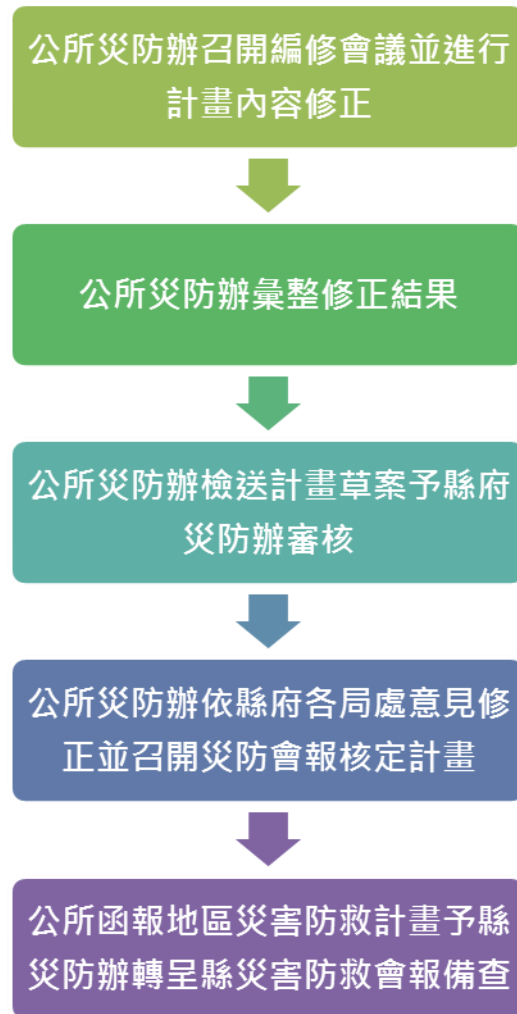 公所災防辦召開編修會議並進行
計畫內容修正
公所災防辦彙整修正結果
公所災防辦檢送計畫草案予縣府
災防辦審核
公所災防辦依縣府各局處意見修
正並召開災防會報核定計畫
公所函報地區災害防救計畫予縣
災防辦轉呈縣災害防救會報備查